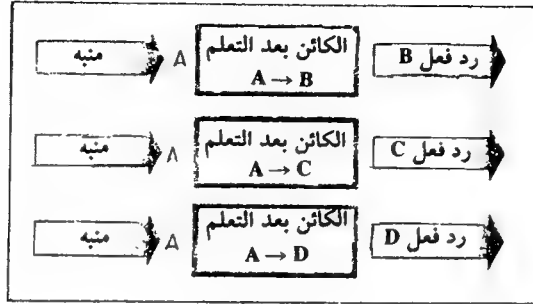 منبه A الكائن بعد التعلم رد فعل B
A → B
منبه A الكائن بعد التعلم رد فعل C
A → C
منبه A الكائن بعد التعلم رد فعل D
A → D